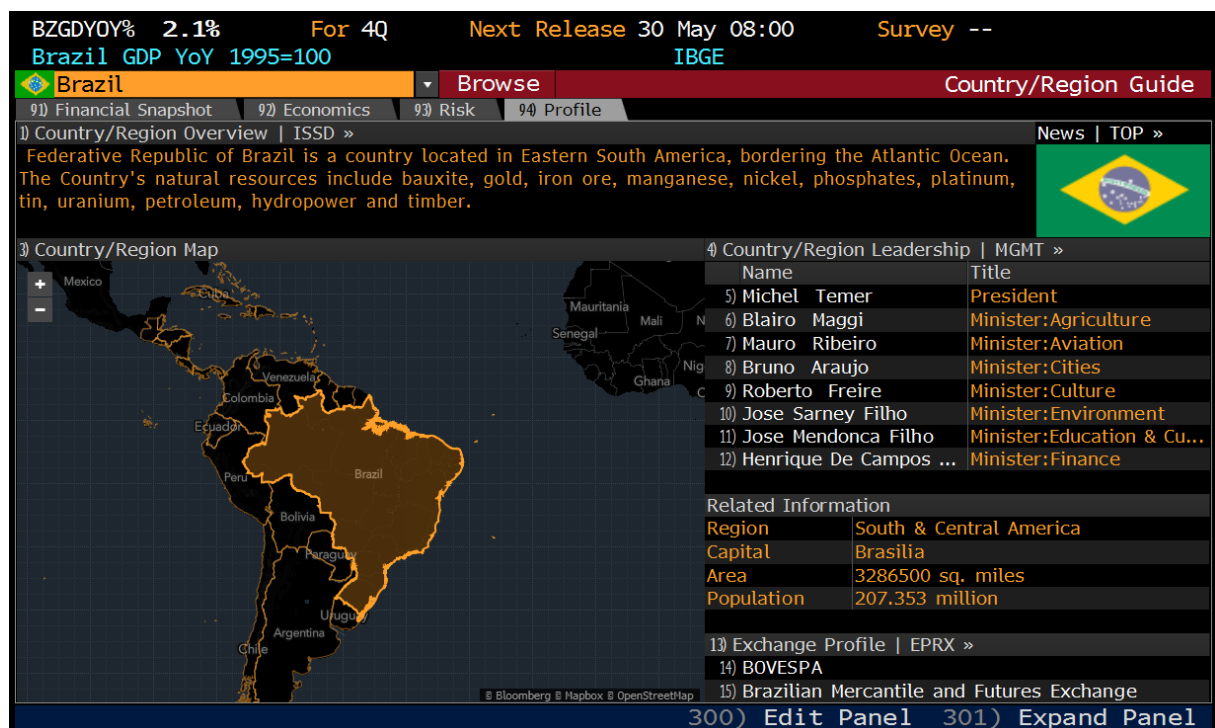 BZGDYOY% 2.1% For 4Q Next Release 30 May 08:00 Survey --
Brazil GDP YoY 1995=100 IBGE
Brazil Browse Country/Region Guide
91) Financial Snapshot 92) Economics 93) Risk 94) Profile
1) Country/Region Overview | ISSD » News | TOP »
Federative Republic of Brazil is a country located in Eastern South America, bordering the Atlantic Ocean.
The Country's natural resources include bauxite, gold, iron ore, manganese, nickel, phosphates, platinum,
tin, uranium, petroleum, hydropower and timber.
3) Country/Region Map
+
−
Mexico
Cuba
Mauritania
Mali
N
Senegal
Nig
Ghana
Venezuela
Colombia
Ecuador
Peru
Brazil
Bolivia
Paraguay
Uruguay
Argentina
Chile
© Bloomberg © Mapbox © OpenStreetMap
4) Country/Region Leadership | MGMT »
Name Title
5) Michel Temer President
6) Blairo Maggi Minister:Agriculture
7) Mauro Ribeiro Minister:Aviation
8) Bruno Araujo Minister:Cities
9) Roberto Freire Minister:Culture
10) Jose Sarney Filho Minister:Environment
11) Jose Mendonca Filho Minister:Education & Cu...
12) Henrique De Campos ... Minister:Finance
Related Information
Region South & Central America
Capital Brasilia
Area 3286500 sq. miles
Population 207.353 million
13) Exchange Profile | EPRX »
14) BOVESPA
15) Brazilian Mercantile and Futures Exchange
300) Edit Panel 301) Expand Panel